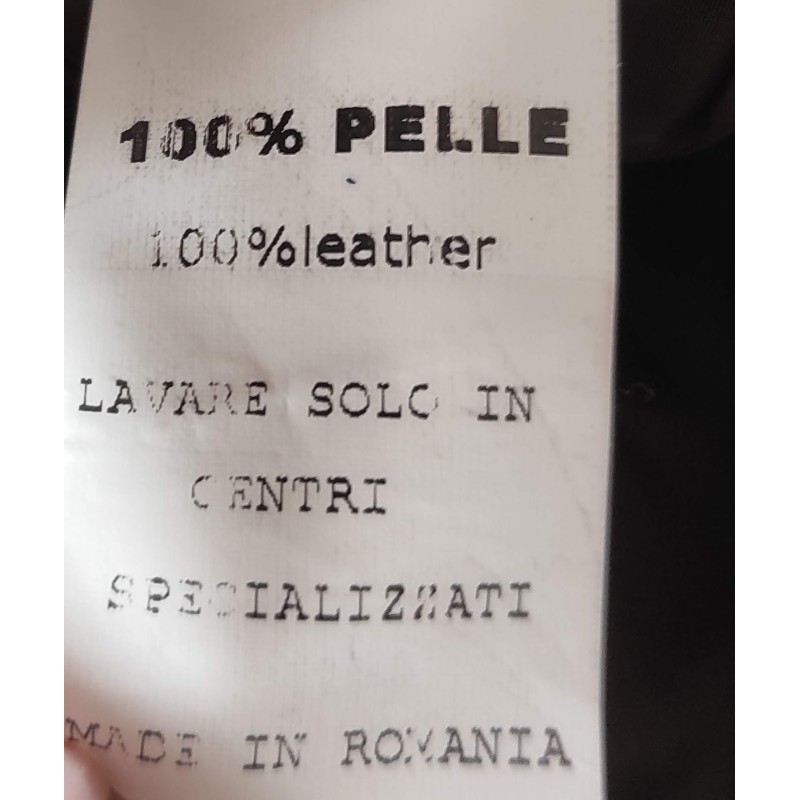 100% PELLE
100%leather
LAVARE SOLO IN
CENTRI
SPECIALIZZATI
MADE IN ROMANIA